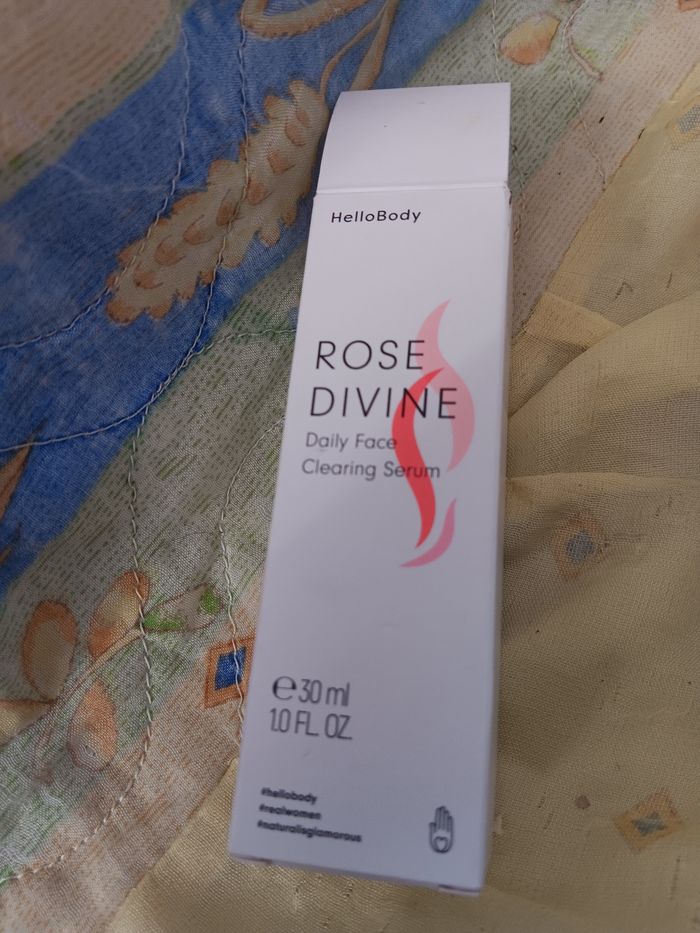 HelloBody
ROSE
DIVINE
Daily Face
Clearing Serum
℮ 30 ml
1.0 FL. OZ.
#hellobody
#realwomen
#naturalisglamorous